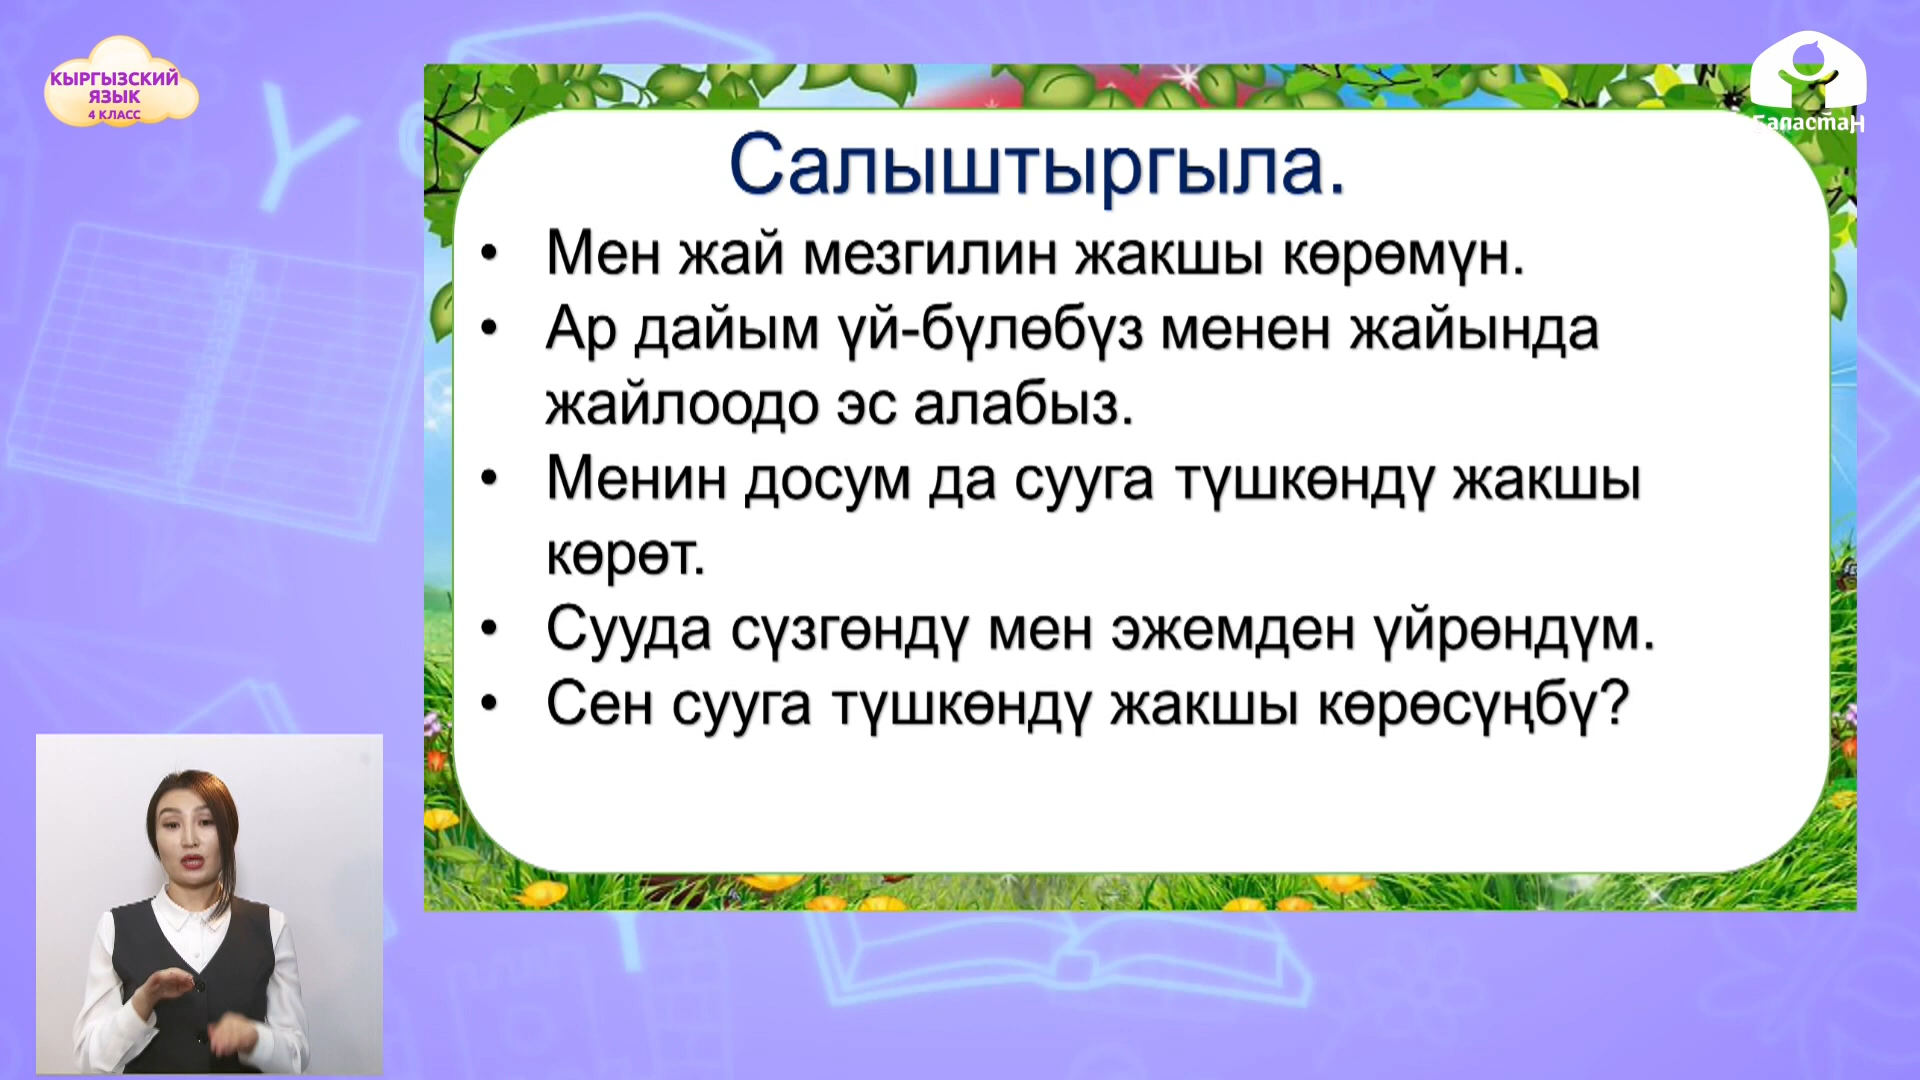 КЫРГЫЗСКИЙ
ЯЗЫК
4 КЛАСС
баластан
Салыштыргыла.
• Мен жай мезгилин жакшы көрөмүн.
• Ар дайым үй-бүлөбүз менен жайында
жайлоодо эс алабыз.
• Менин досум да сууга түшкөндү жакшы
көрөт.
• Сууда сүзгөндү мен эжемден үйрөндүм.
• Сен сууга түшкөндү жакшы көрөсүңбү?